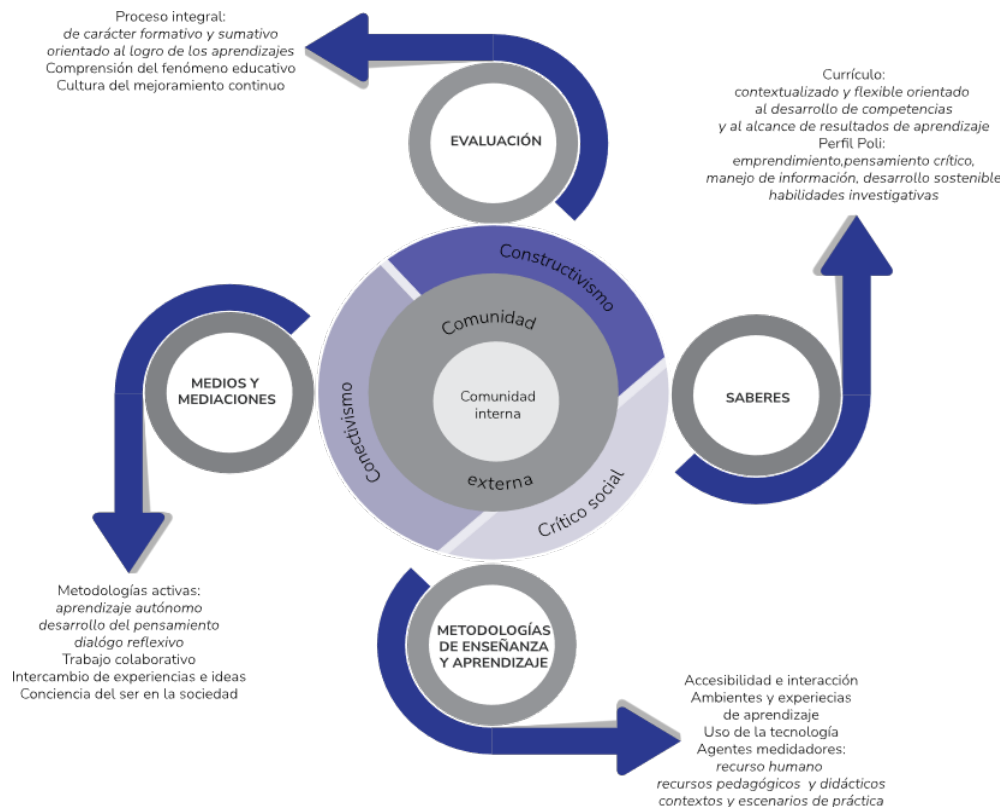 Proceso integral:
de carácter formativo y sumativo
orientado al logro de los aprendizajes
Comprensión del fenómeno educativo
Cultura del mejoramiento continuo
EVALUACIÓN
Currículo:
contextualizado y flexible orientado
al desarrollo de competencias
y al alcance de resultados de aprendizaje
Perfil Poli:
emprendimiento,pensamiento crítico,
manejo de información, desarrollo sostenible
habilidades investigativas
Constructivismo
Conectivismo
Crítico social
Comunidad
externa
Comunidad
interna
MEDIOS Y
MEDIACIONES
SABERES
Metodologías activas:
aprendizaje autónomo
desarrollo del pensamiento
dialógo reflexivo
Trabajo colaborativo
Intercambio de experiencias e ideas
Conciencia del ser en la sociedad
METODOLOGÍAS
DE ENSEÑANZA
Y APRENDIZAJE
Accesibilidad e interacción
Ambientes y experiecias
de aprendizaje
Uso de la tecnología
Agentes medidadores:
recurso humano
recursos pedagógicos y didácticos
contextos y escenarios de práctica